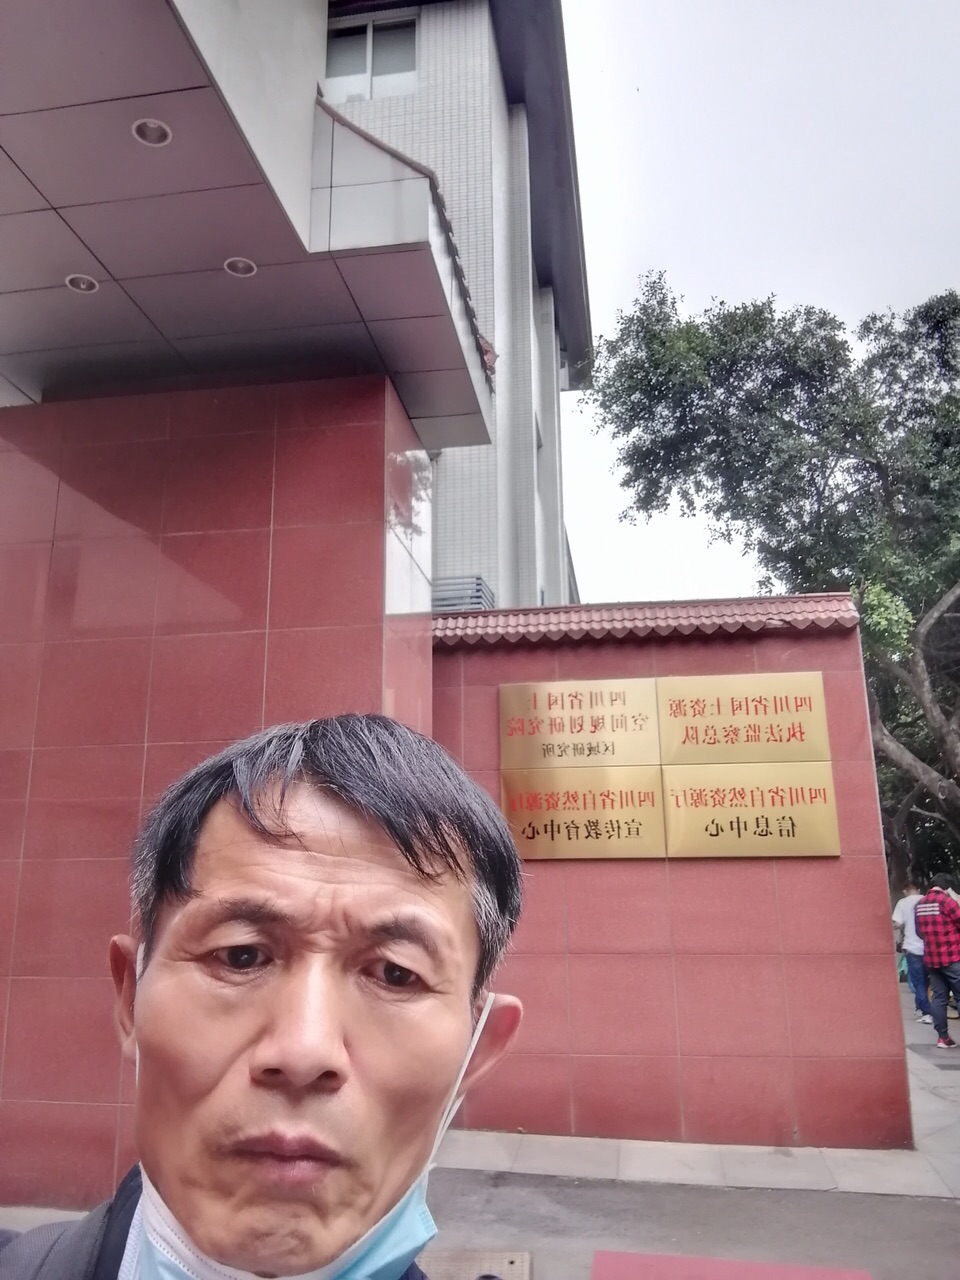 四川省国土资源
执法监察总队
四川省国土
空间规划研究院
区域研究所
四川省自然资源厅
信息中心
四川省自然资源厅
宣传教育中心